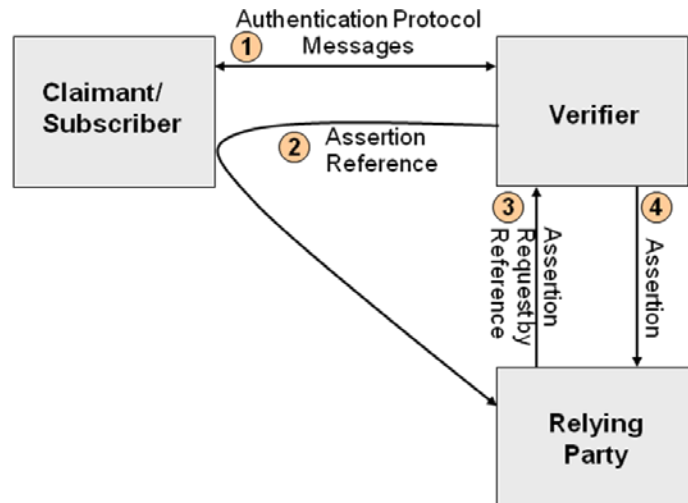 Authentication Protocol
Messages
1
Claimant/
Subscriber
Verifier
2
Assertion
Reference
3
Assertion
Request by
Reference
4
Assertion
Relying
Party